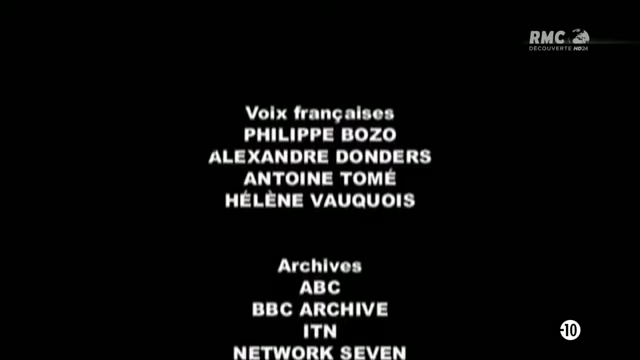 RMC
DÉCOUVERTE HD24
Voix françaises
PHILIPPE BOZO
ALEXANDRE DONDERS
ANTOINE TOMÉ
HÉLÈNE VAUQUOIS
Archives
ABC
BBC ARCHIVE
ITN
NETWORK SEVEN
-10